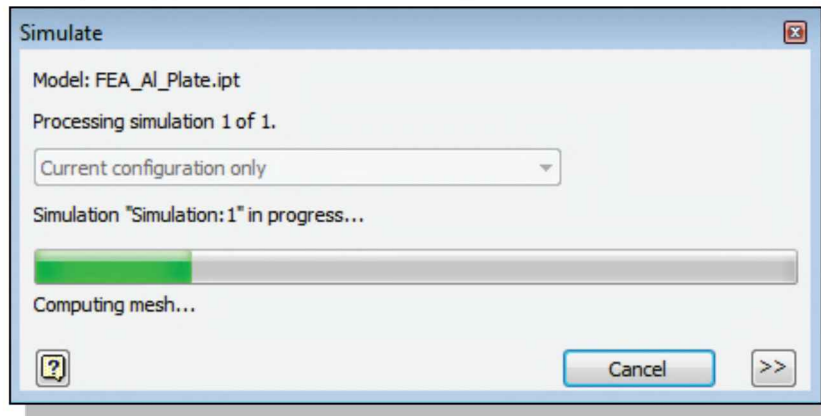 Simulate
Model: FEA_Al_Plate.ipt
Processing simulation 1 of 1.
Current configuration only
Simulation "Simulation:1" in progress...
Computing mesh...
Cancel >>